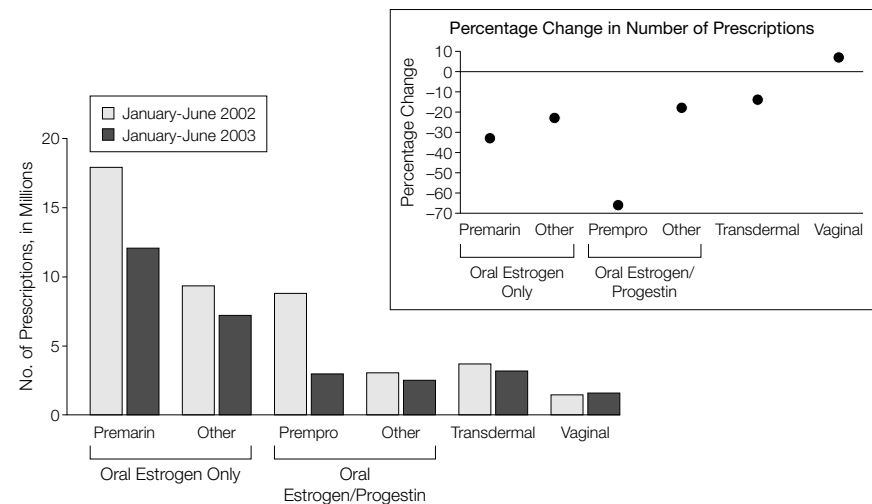 Percentage Change in Number of Prescriptions
Percentage Change
10
0
−10
−20
−30
−40
−50
−60
−70
Premarin Other Prempro Other Transdermal Vaginal
Oral Estrogen
Only
Oral Estrogen/
Progestin
January-June 2002
January-June 2003
No. of Prescriptions, in Millions
20
15
10
5
0
Premarin Other Prempro Other Transdermal Vaginal
Oral Estrogen Only
Oral
Estrogen/Progestin